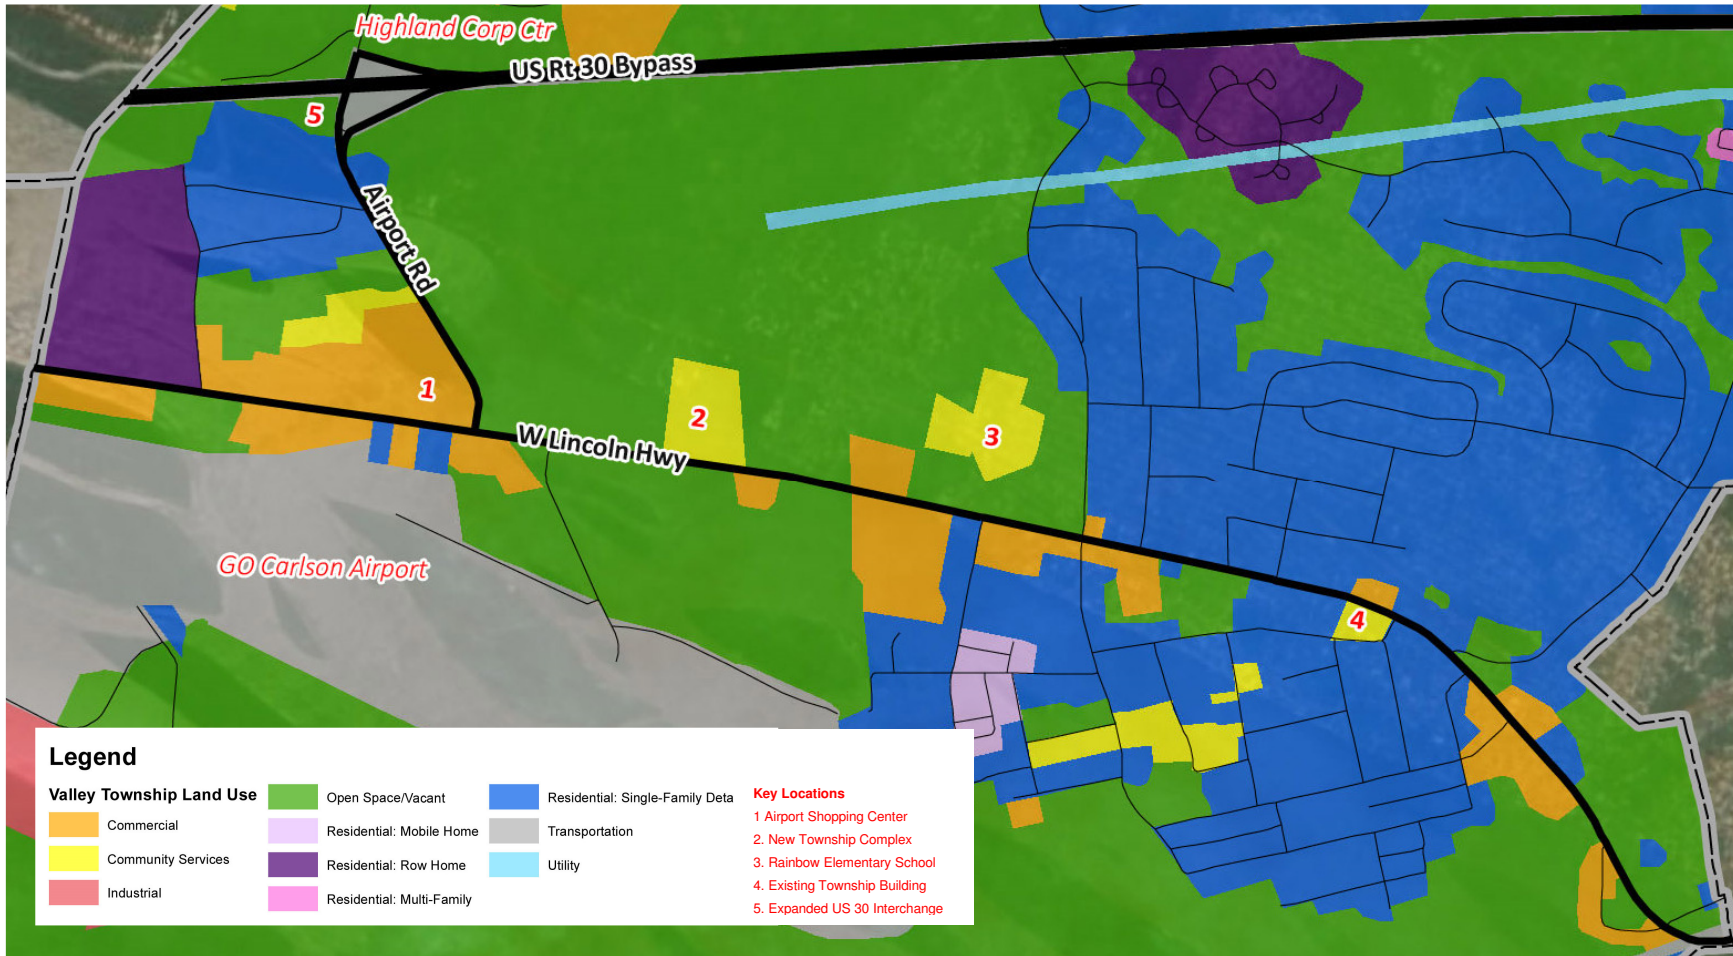 Highland Corp Ctr
US Rt 30 Bypass
5
Airport Rd
1
2
3
W Lincoln Hwy
GO Carlson Airport
4
Legend
Valley Township Land Use
Commercial
Community Services
Industrial
Open Space/Vacant
Residential: Mobile Home
Residential: Row Home
Residential: Multi-Family
Residential: Single-Family Deta
Transportation
Utility
Key Locations
1 Airport Shopping Center
2. New Township Complex
3. Rainbow Elementary School
4. Existing Township Building
5. Expanded US 30 Interchange